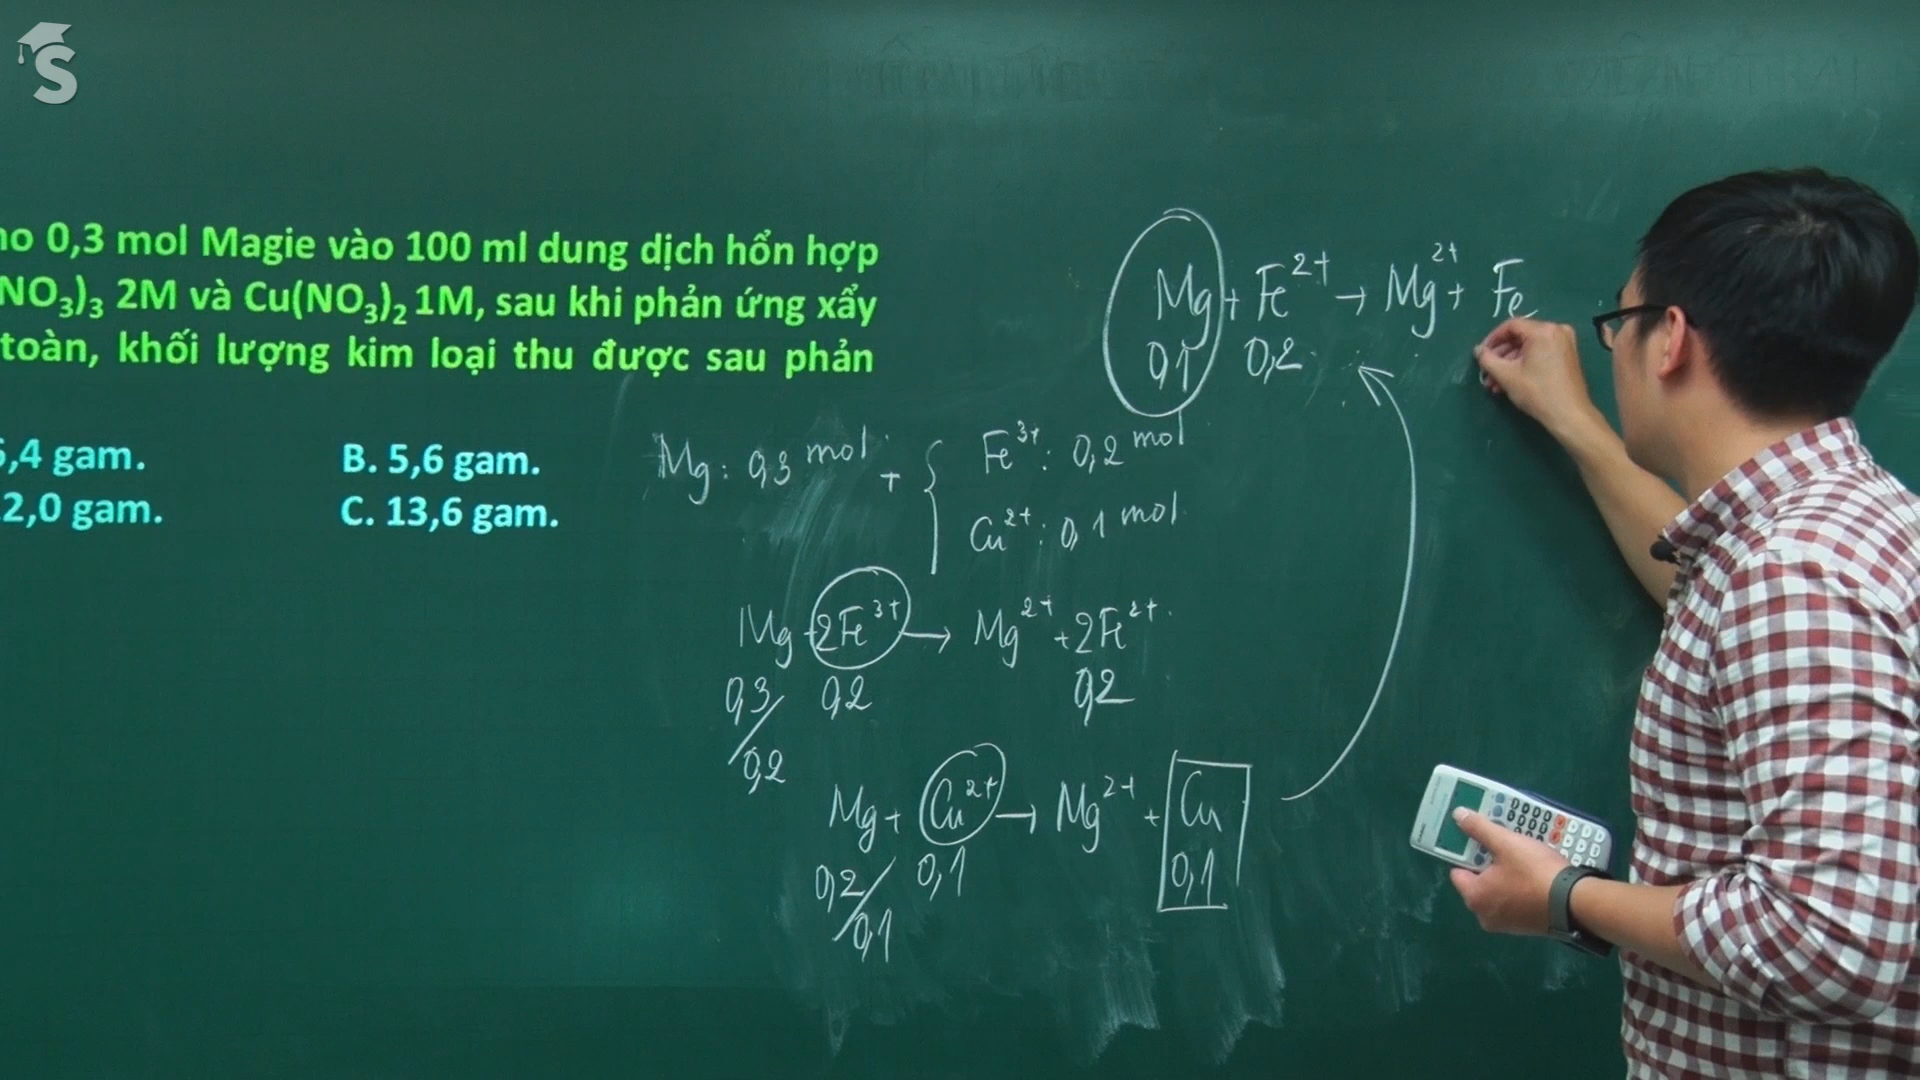 S
no 0,3 mol Magie vào 100 ml dung dịch hổn hợp
NO₃)₃ 2M và Cu(NO₃)₂ 1M, sau khi phản ứng xẩy
toàn, khối lượng kim loại thu được sau phản
,4 gam.
B. 5,6 gam.
2,0 gam.
C. 13,6 gam.
Mg + Fe²⁺ → Mg²⁺ + Fe
0,1 0,2
Mg: 0,3 mol + { Fe³⁺: 0,2 mol
Cu²⁺: 0,1 mol
Mg + 2Fe³⁺ → Mg²⁺ + 2Fe²⁺
0,3 0,2 0,2
0,2
Mg + Cu²⁺ → Mg²⁺ + Cu
0,2 0,1 0,1
0,1